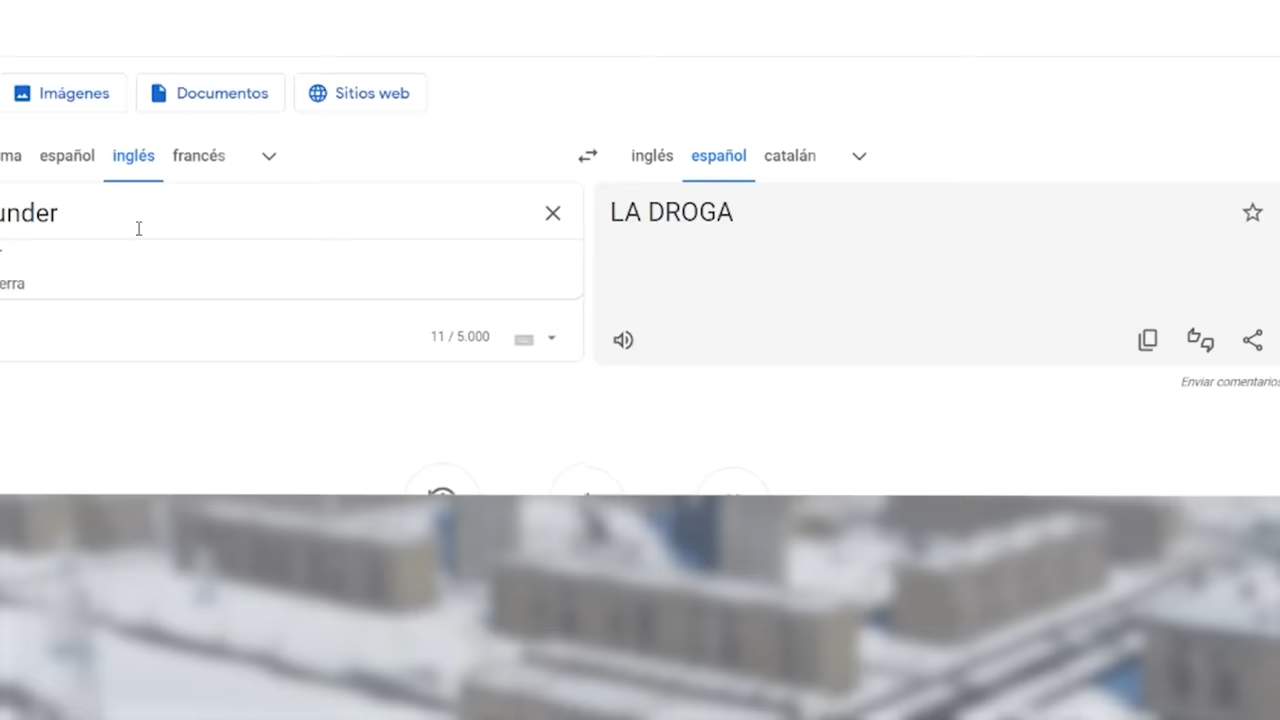 Imágenes
Documentos
Sitios web
ma español inglés francés
inglés español catalán
under
LA DROGA
erra
11 / 5.000
Enviar comentarios